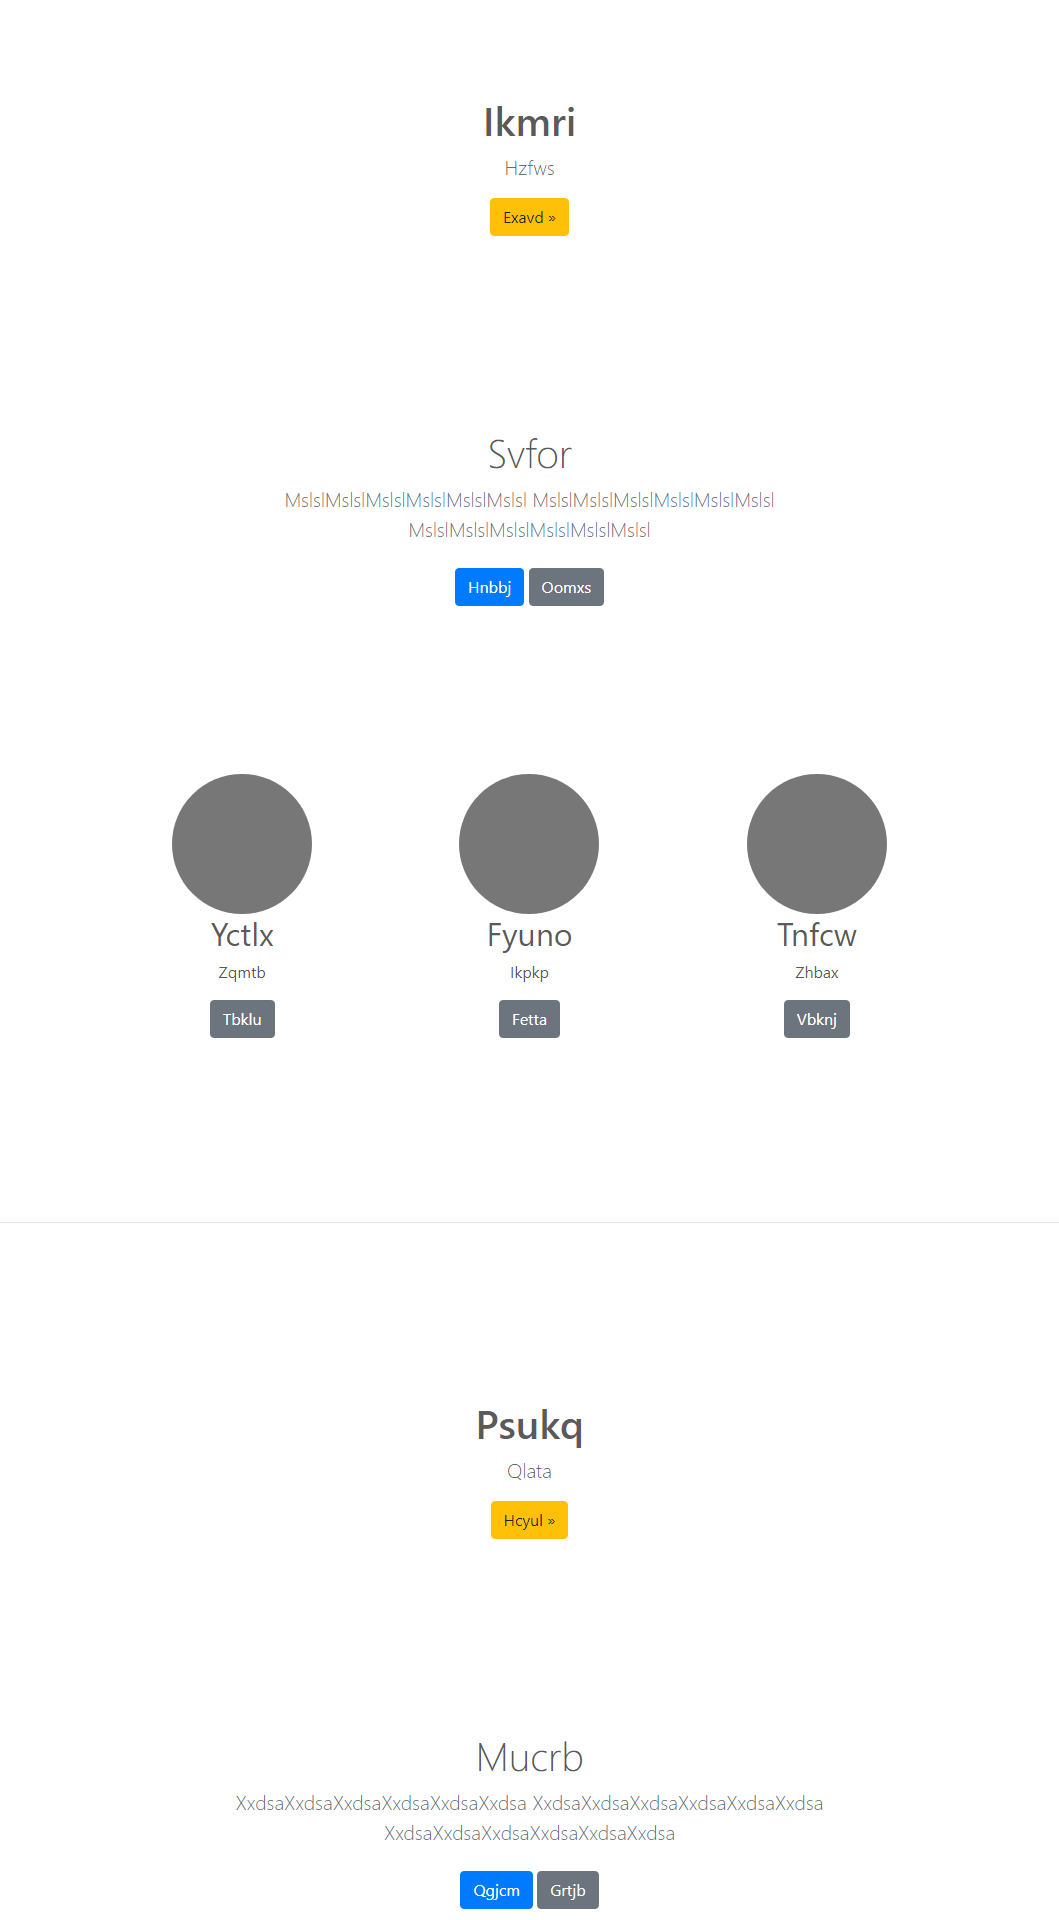 Ikmri
Hzfws
Exavd »
Svfor
MslslMslslMslslMslslMslslMslsl MslslMslslMslslMslslMslslMslsl
MslslMslslMslslMslslMslslMslsl
Hnbbj Oomxs
Yctlx Fyuno Tnfcw
Zqmtb Ikpkp Zhbax
Tbklu Fetta Vbknj
Psukq
Qlata
Hcyul »
Mucrb
XxdsaXxdsaXxdsaXxdsaXxdsaXxdsa XxdsaXxdsaXxdsaXxdsaXxdsaXxdsa
XxdsaXxdsaXxdsaXxdsaXxdsaXxdsa
Qgjcm Grtjb